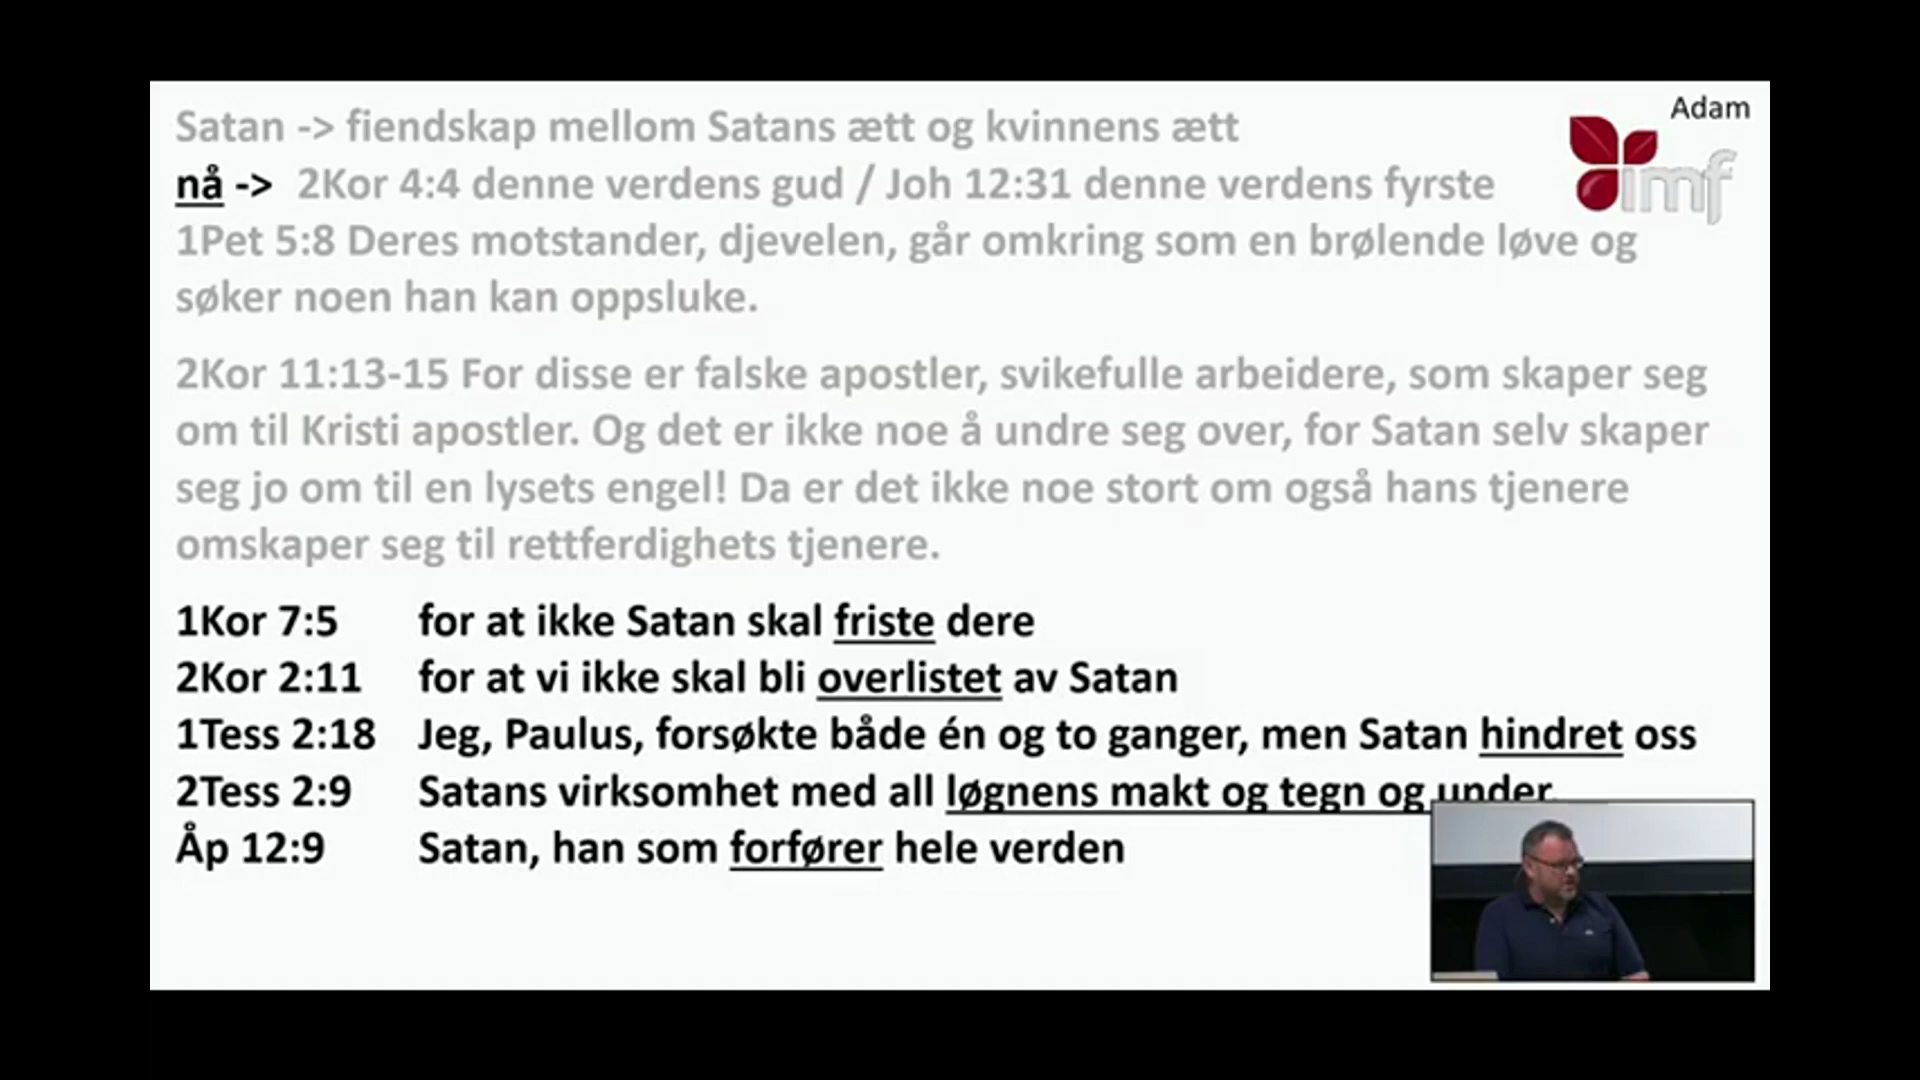 Adam
imf
Satan -> fiendskap mellom Satans ætt og kvinnens ætt
nå -> 2Kor 4:4 denne verdens gud / Joh 12:31 denne verdens fyrste
1Pet 5:8 Deres motstander, djevelen, går omkring som en brølende løve og
søker noen han kan oppsluke.
2Kor 11:13-15 For disse er falske apostler, svikefulle arbeidere, som skaper seg
om til Kristi apostler. Og det er ikke noe å undre seg over, for Satan selv skaper
seg jo om til en lysets engel! Da er det ikke noe stort om også hans tjenere
omskaper seg til rettferdighets tjenere.
1Kor 7:5 for at ikke Satan skal friste dere
2Kor 2:11 for at vi ikke skal bli overlistet av Satan
1Tess 2:18 Jeg, Paulus, forsøkte både én og to ganger, men Satan hindret oss
2Tess 2:9 Satans virksomhet med all løgnens makt og tegn og under
Åp 12:9 Satan, han som forfører hele verden